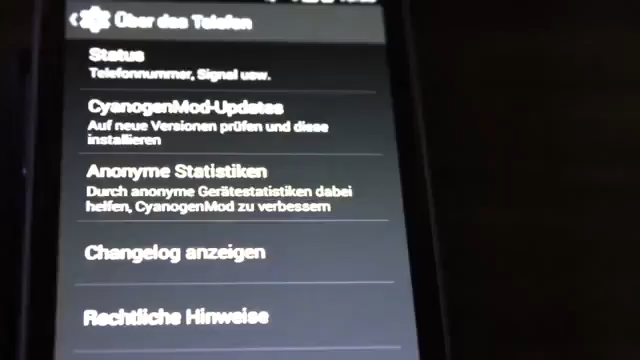 Über das Telefon
Status
Telefonnummer, Signal usw.
CyanogenMod-Updates
Auf neue Versionen prüfen und diese
installieren
Anonyme Statistiken
Durch anonyme Gerätestatistiken dabei
helfen, CyanogenMod zu verbessern
Changelog anzeigen
Rechtliche Hinweise